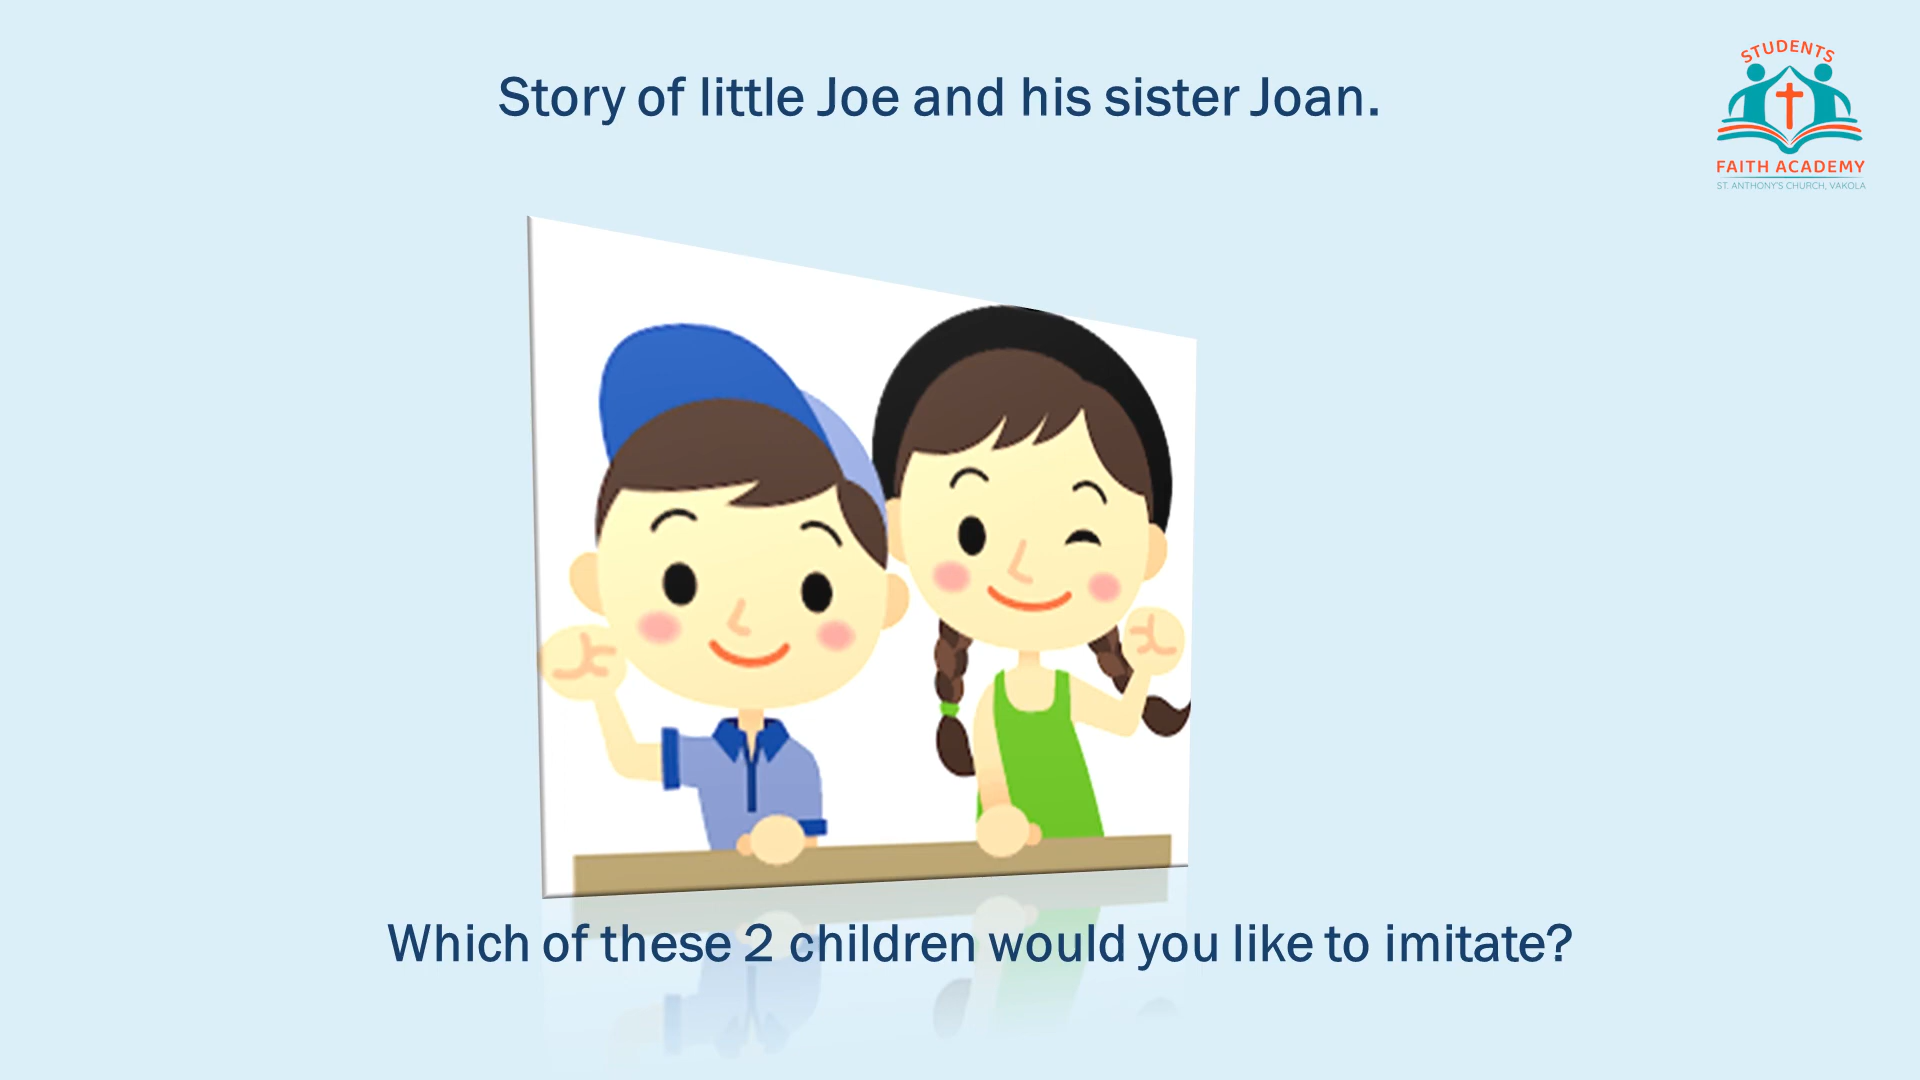 Story of little Joe and his sister Joan.
STUDENTS
FAITH ACADEMY
ST. ANTHONY'S CHURCH, VAKOLA
Which of these 2 children would you like to imitate?